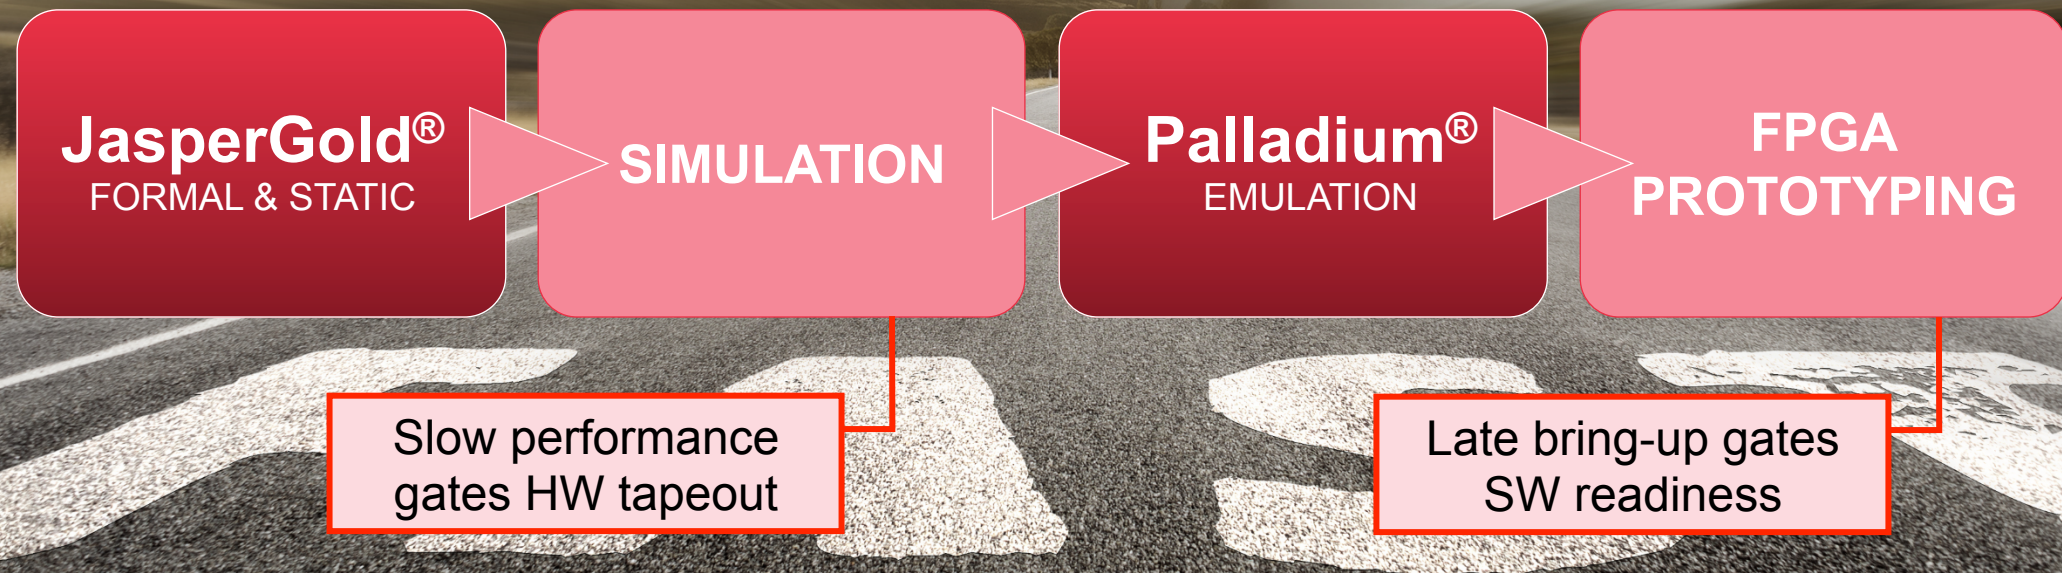 JasperGold®
FORMAL & STATIC
SIMULATION
Palladium®
EMULATION
FPGA
PROTOTYPING
Slow performance
gates HW tapeout
Late bring-up gates
SW readiness
FAST